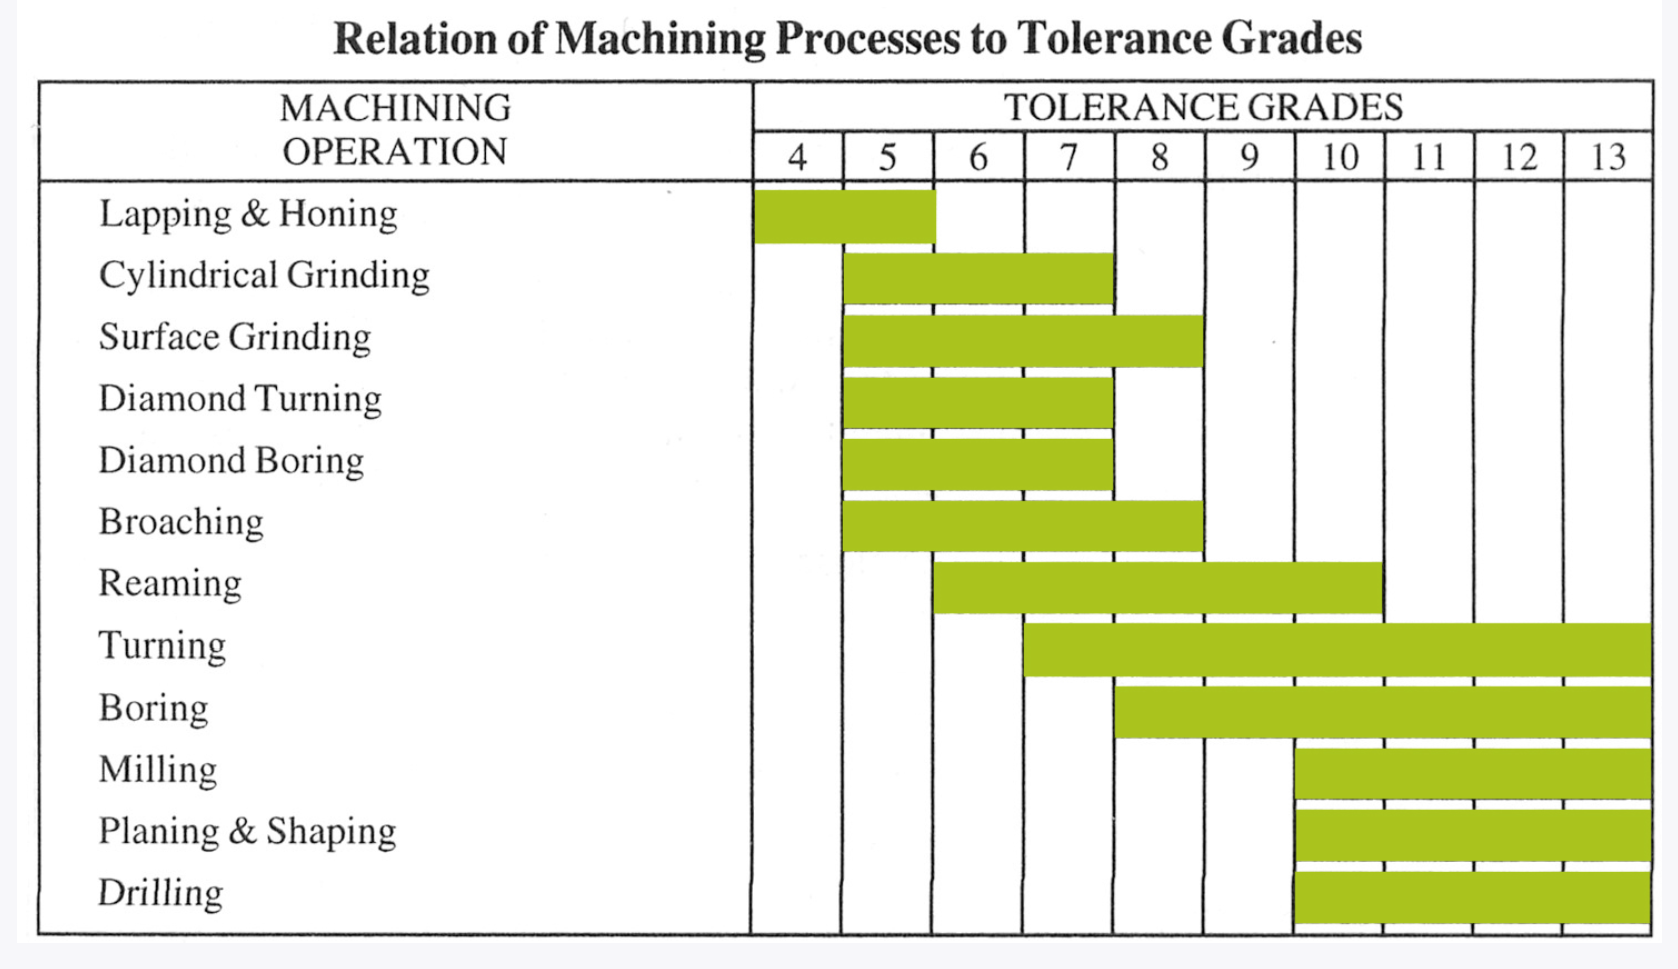 Relation of Machining Processes to Tolerance Grades
MACHINING
OPERATION
TOLERANCE GRADES
4 5 6 7 8 9 10 11 12 13
Lapping & Honing
Cylindrical Grinding
Surface Grinding
Diamond Turning
Diamond Boring
Broaching
Reaming
Turning
Boring
Milling
Planing & Shaping
Drilling